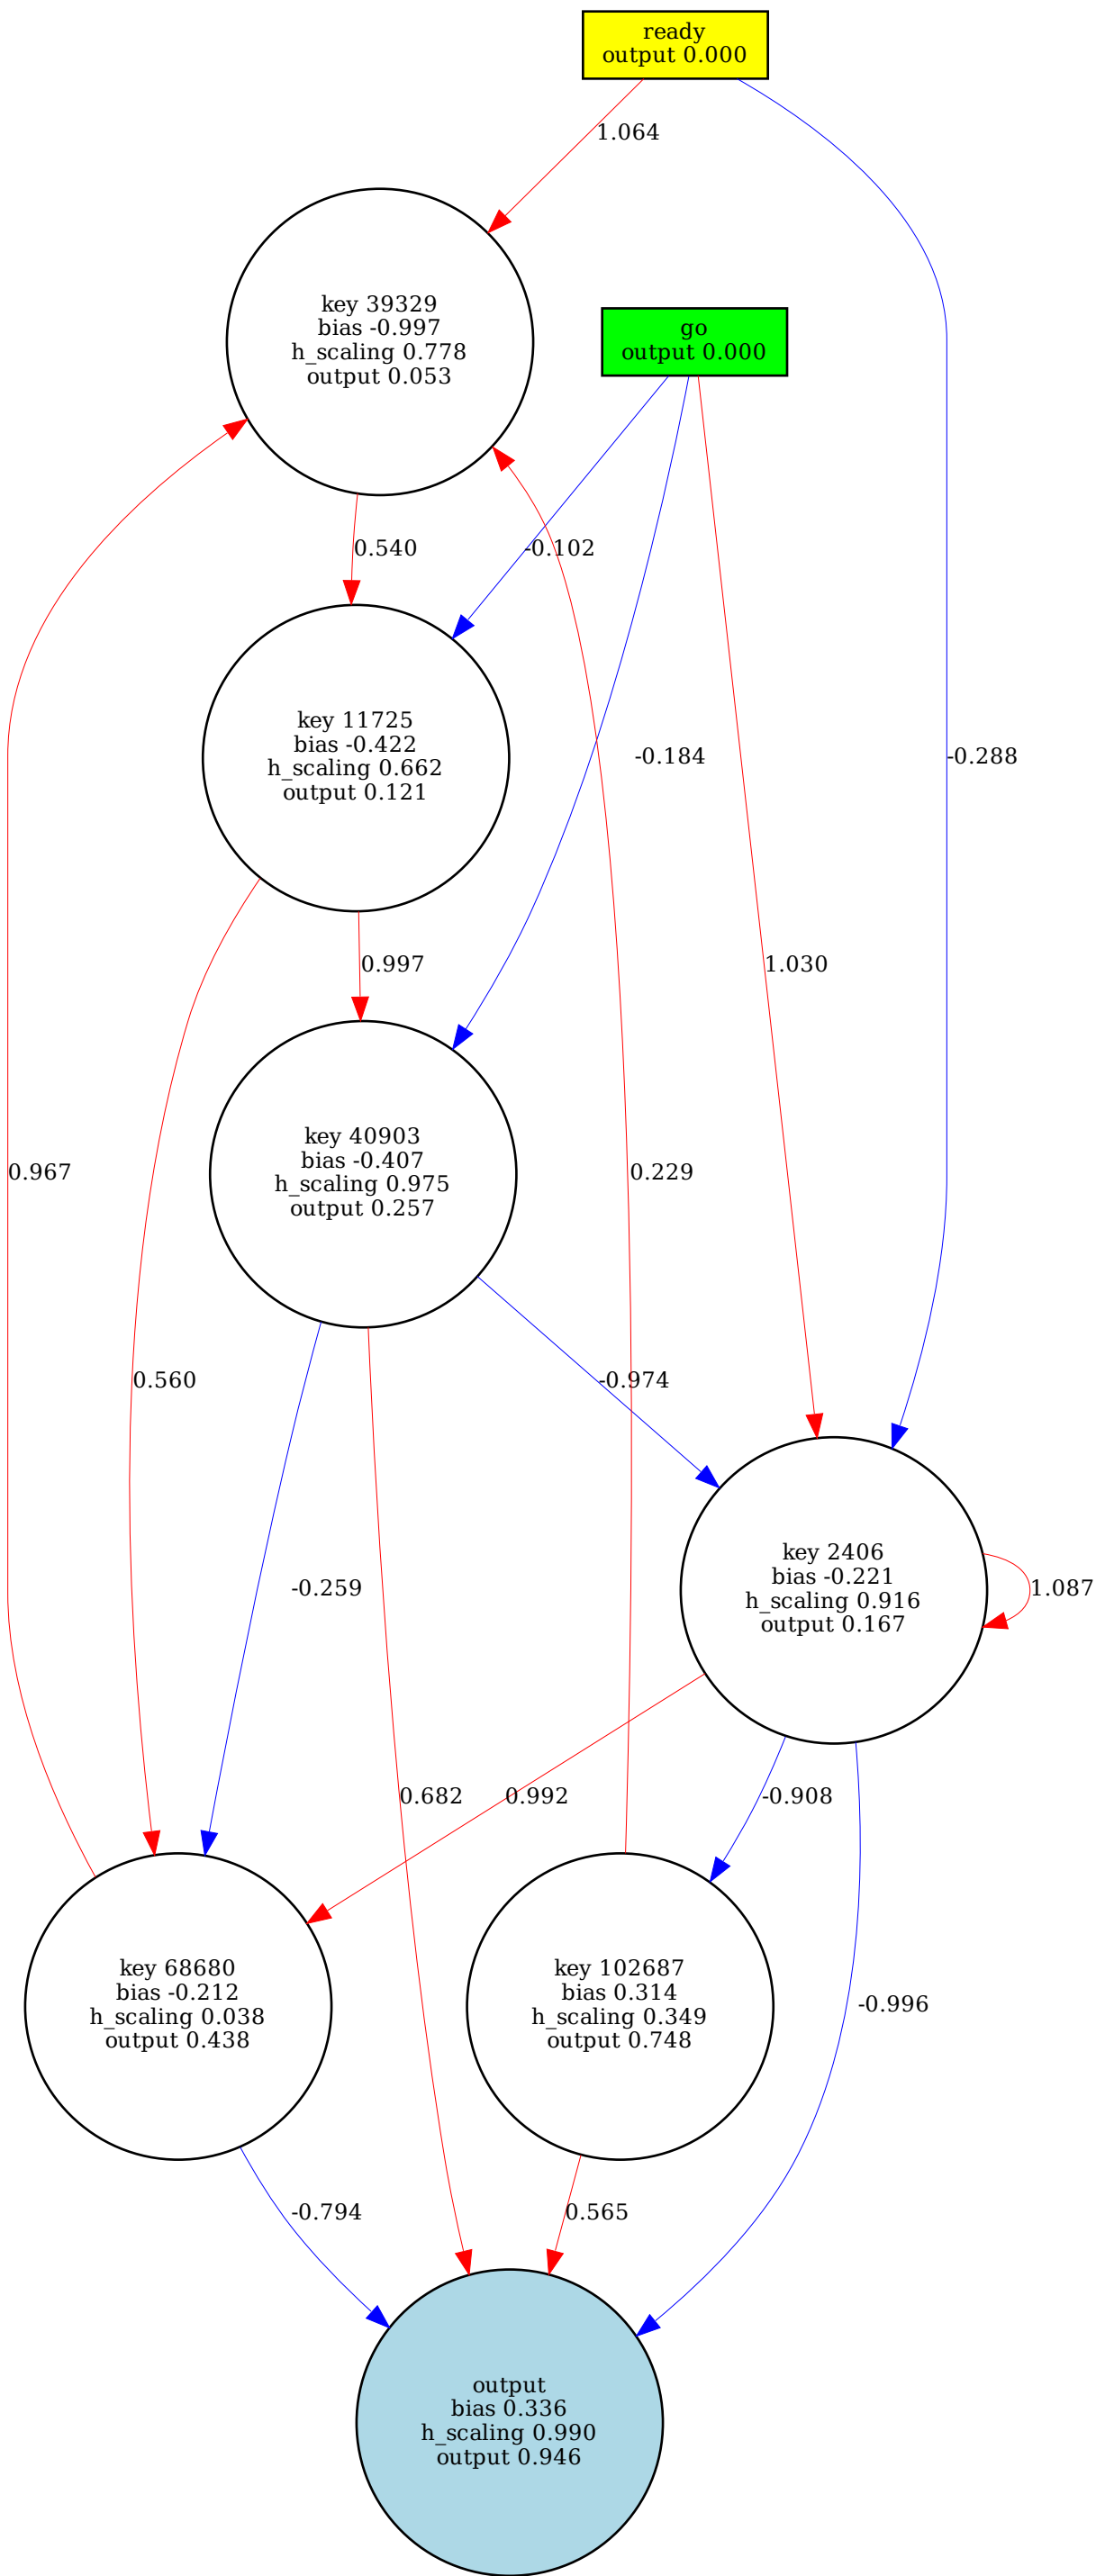 ready
output 0.000
1.064
key 39329
bias -0.997
h_scaling 0.778
output 0.053
go
output 0.000
0.540
-0.102
key 11725
bias -0.422
h_scaling 0.662
output 0.121
-0.184
-0.288
0.997
1.030
key 40903
bias -0.407
h_scaling 0.975
output 0.257
0.967
0.229
0.560
-0.974
key 2406
bias -0.221
h_scaling 0.916
output 0.167
-0.259
1.087
0.682
0.992
-0.908
key 68680
bias -0.212
h_scaling 0.038
output 0.438
key 102687
bias 0.314
h_scaling 0.349
output 0.748
-0.996
-0.794
0.565
output
bias 0.336
h_scaling 0.990
output 0.946